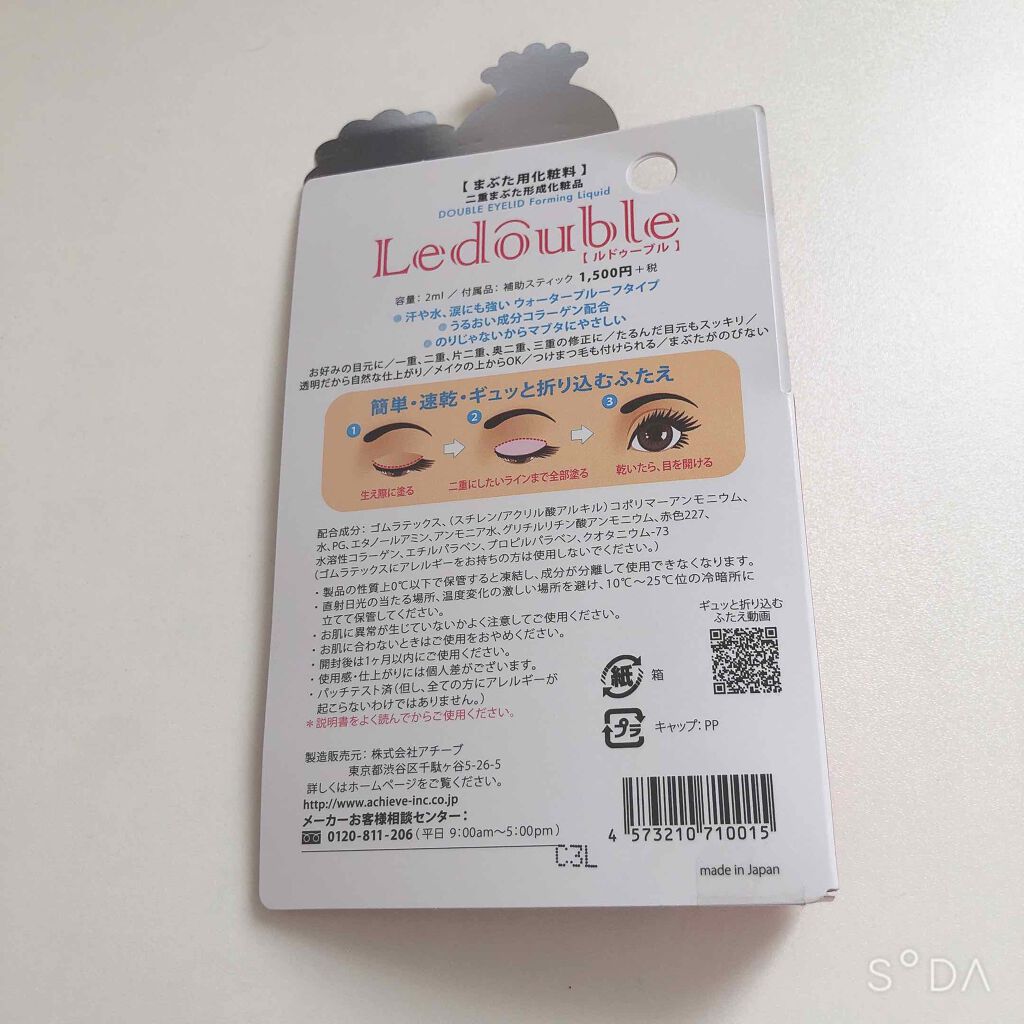 【 まぶた用化粧料 】
二重まぶた形成化粧品
DOUBLE EYELID Forming Liquid
Ledoublé
【 ルドゥーブル 】
容量：2ml ／ 付属品：補助スティック 1,500円＋税
汗や水、涙にも強い ウォータープルーフタイプ
うるおい成分コラーゲン配合
のりじゃないからマブタにやさしい
お好みの目元に／一重、二重、片二重、奥二重、三重の修正に／たるんだ目元もスッキリ／
透明だから自然な仕上がり／メイクの上からOK／つけまつ毛も付けられる／まぶたがのびない
簡単・速乾・ギュッと折り込むふたえ
1 2 3
生え際に塗る 二重にしたいラインまで全部塗る 乾いたら、目を開ける
配合成分：ゴムラテックス、（スチレン/アクリル酸アルキル）コポリマーアンモニウム、
水、PG、エタノールアミン、アンモニア水、グリチルリチン酸アンモニウム、赤色227、
水溶性コラーゲン、エチルパラベン、プロピルパラベン、クオタニウム-73
（ゴムラテックスにアレルギーをお持ちの方は使用しないでください。）
・製品の性質上0℃以下で保管すると凍結し、成分が分離して使用できなくなります。
・直射日光の当たる場所、温度変化の激しい場所を避け、10℃～25℃位の冷暗所に
立てて保管してください。
・お肌に異常が生じていないかよく注意してご使用ください。
・お肌に合わないときはご使用をおやめください。
・開封後は1ヶ月以内にご使用ください。
・使用感・仕上がりには個人差がございます。
・パッチテスト済（但し、全ての方にアレルギーが
起こらないわけではありません。）
＊説明書をよく読んでからご使用ください。
ギュッと折り込む
ふたえ動画
紙 箱
プラ キャップ：PP
製造販売元：株式会社アチーブ
東京都渋谷区千駄ヶ谷5-26-5
詳しくはホームページをご覧ください。
http://www.achieve-inc.co.jp
メーカーお客様相談センター：
0120-811-206（平日 9:00am～5:00pm）
4 573210 710015
C3L
made in Japan
SODA